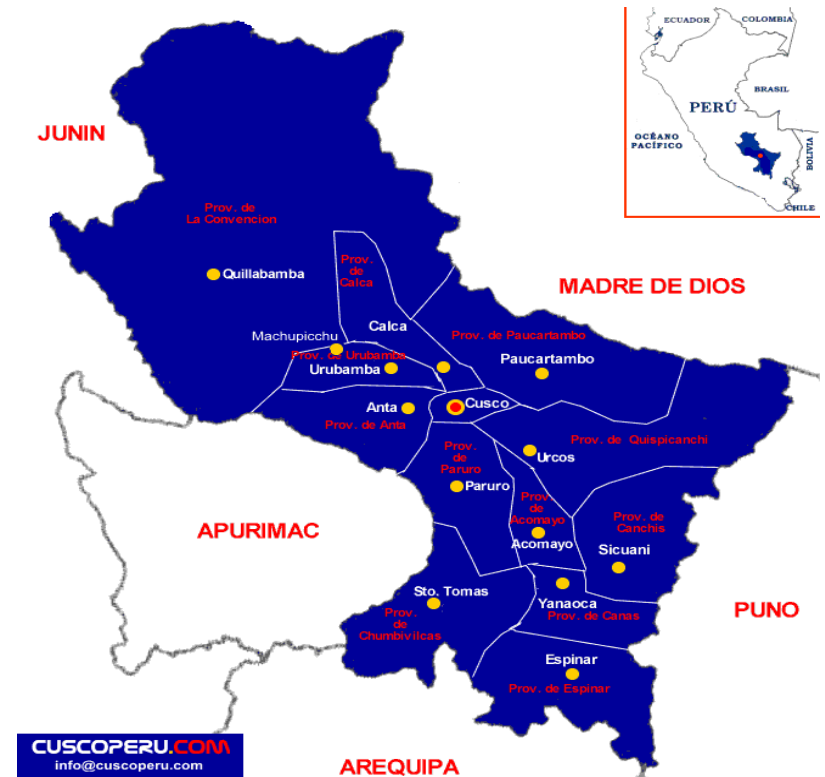 ECUADOR
COLOMBIA
BRASIL
PERÚ
OCÉANO
PACÍFICO
BOLIVIA
CHILE
JUNIN
Prov. de
La Convencion
Quillabamba
Prov.
de
Calca
MADRE DE DIOS
Calca
Machupicchu
Prov. de Urubamba
Urubamba
Prov. de Paucartambo
Paucartambo
Anta
Prov. de Anta
Cusco
Prov. de Quispicanchi
Urcos
Prov.
de
Paruro
Paruro
Prov.
de
Acomayo
Acomayo
Prov. de
Canchis
Sicuani
APURIMAC
Sto. Tomas
Prov.
de
Chumbivilcas
Yanaoca
Prov. de Canas
PUNO
Espinar
Prov. de Espinar
CUSCOPERU.COM
info@cuscoperu.com
AREQUIPA